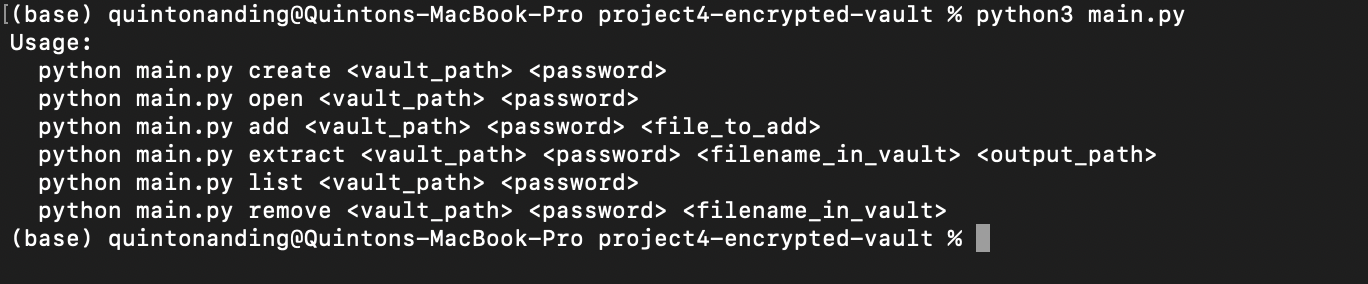 [(base) quintonanding@Quintons-MacBook-Pro project4-encrypted-vault % python3 main.py
Usage:
  python main.py create <vault_path> <password>
  python main.py open <vault_path> <password>
  python main.py add <vault_path> <password> <file_to_add>
  python main.py extract <vault_path> <password> <filename_in_vault> <output_path>
  python main.py list <vault_path> <password>
  python main.py remove <vault_path> <password> <filename_in_vault>
(base) quintonanding@Quintons-MacBook-Pro project4-encrypted-vault %